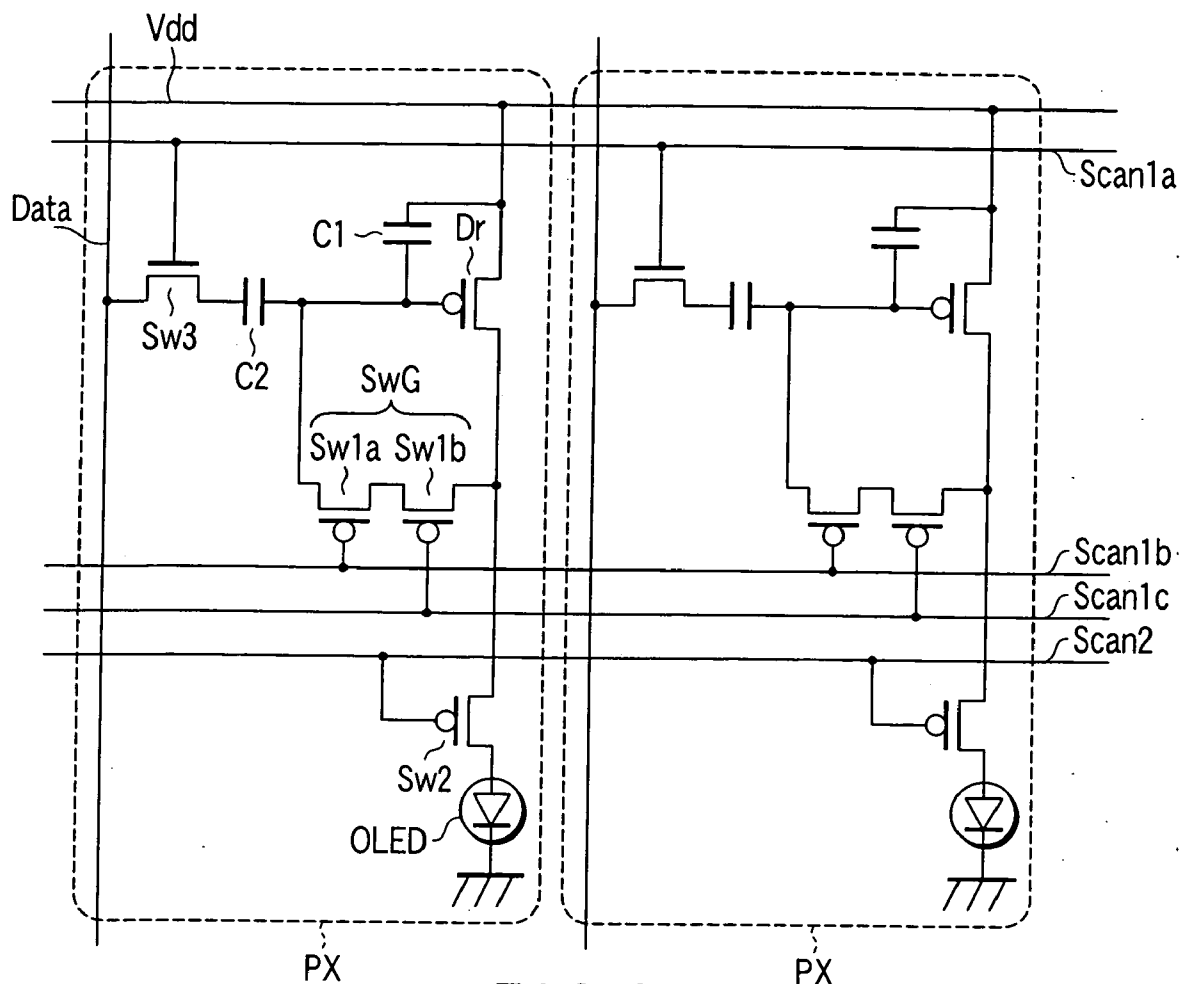 Vdd
Scan1a
Data
C1
Dr
Sw3
C2
SwG
Sw1a Sw1b
Scan1b
Scan1c
Scan2
Sw2
OLED
PX PX